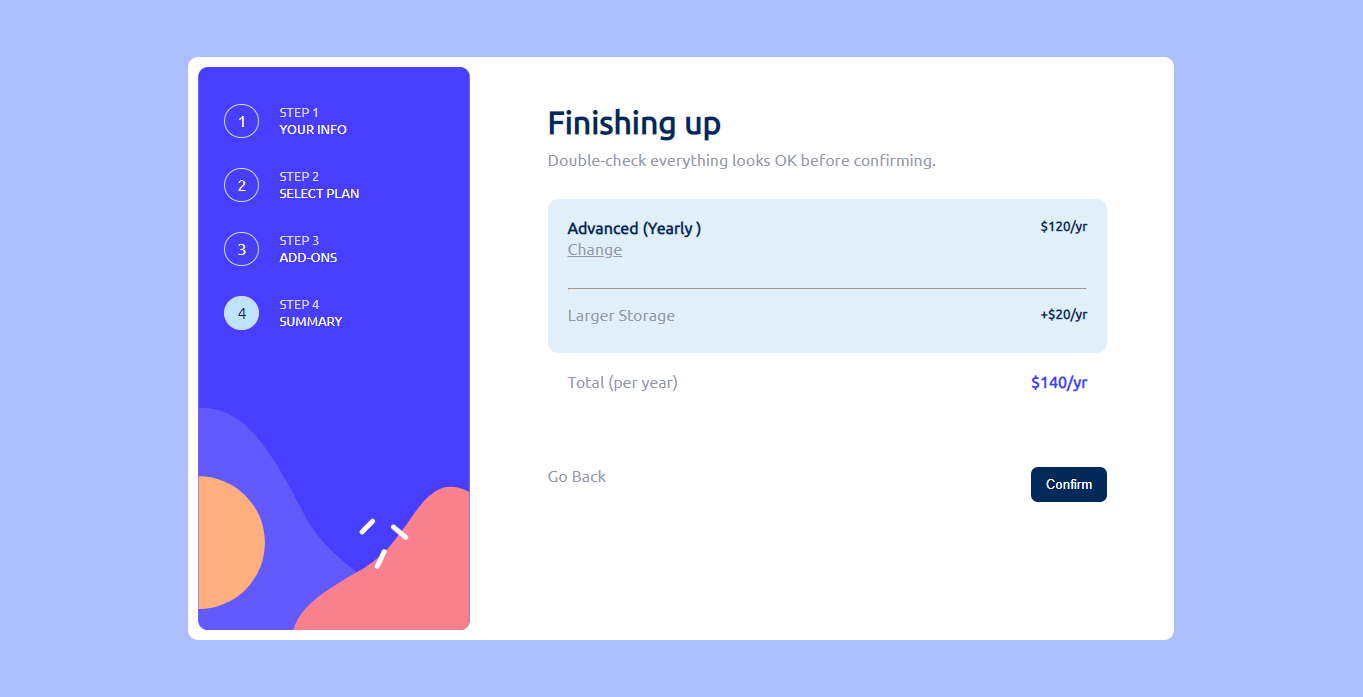 1
STEP 1
YOUR INFO
2
STEP 2
SELECT PLAN
3
STEP 3
ADD-ONS
4
STEP 4
SUMMARY
Finishing up
Double-check everything looks OK before confirming.
Advanced (Yearly ) $120/yr
Change
Larger Storage +$20/yr
Total (per year) $140/yr
Go Back Confirm